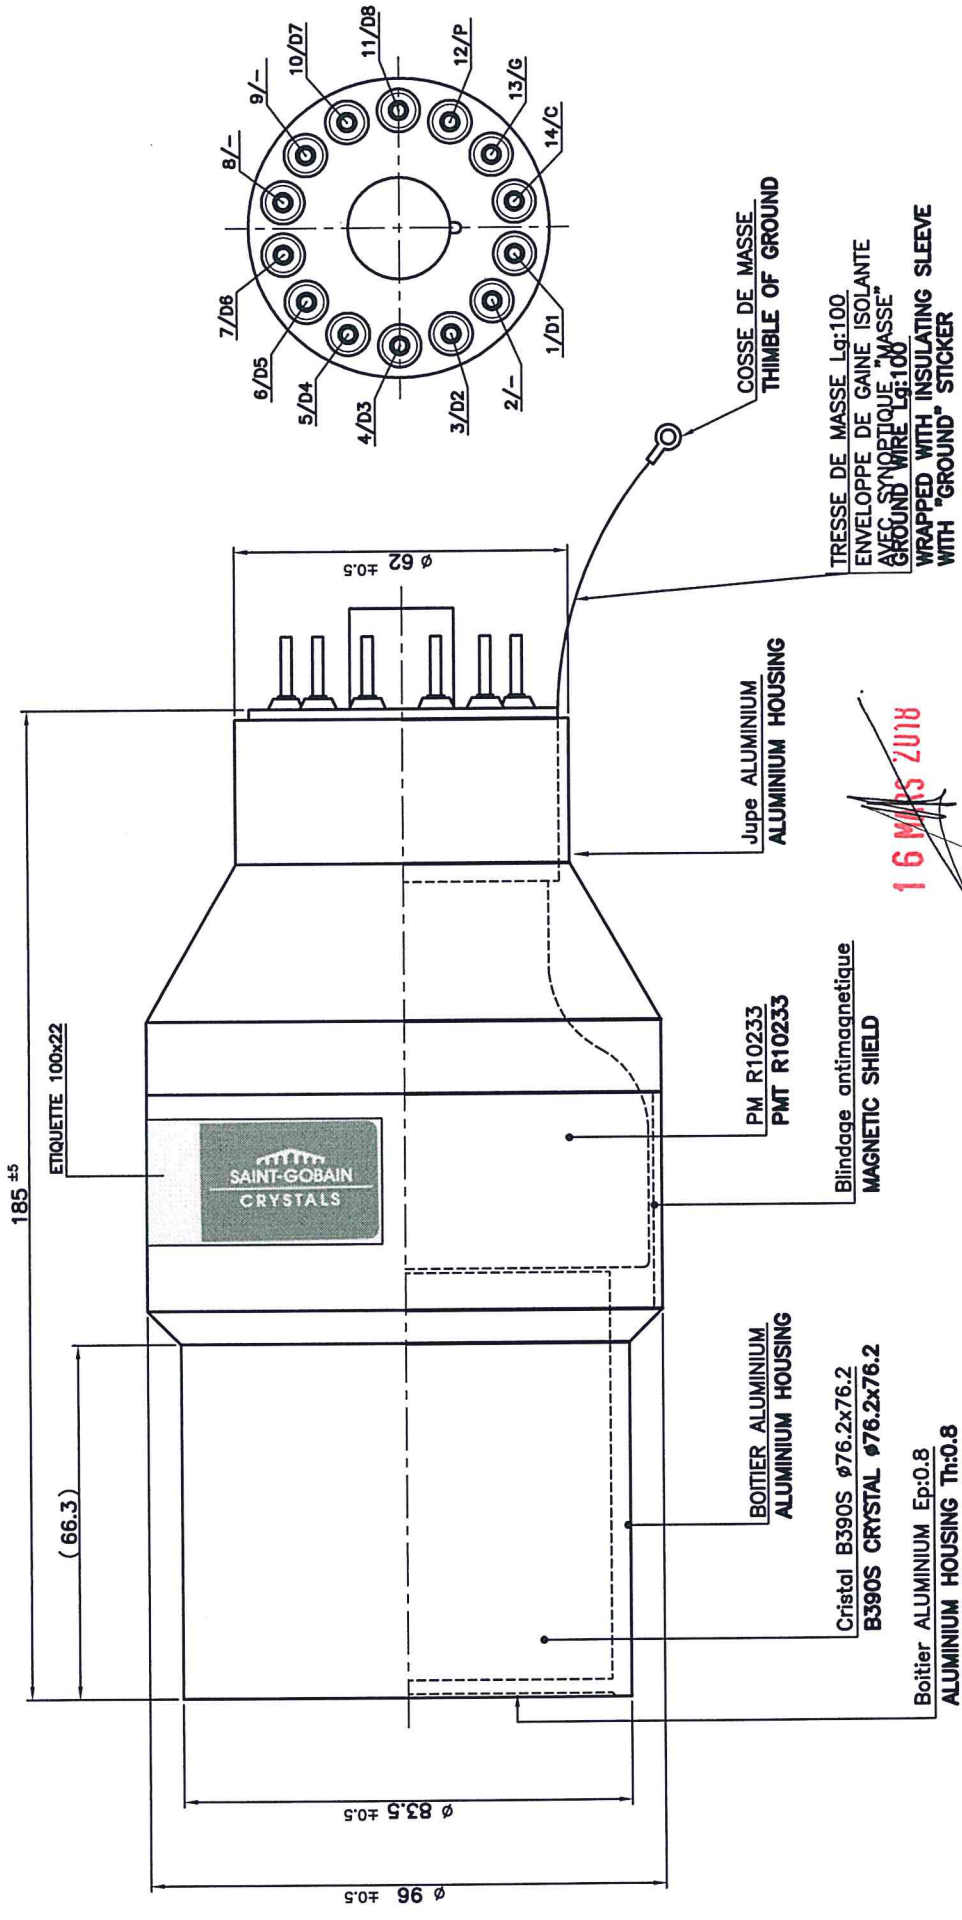 185 ±5
(66.3)
ETIQUETTE 100x22
SAINT-GOBAIN
CRYSTALS
ø 96 ±0.5
ø 83.5 ±0.5
ø 62 ±0.5
Boitier ALUMINIUM Ep:0.8
ALUMINIUM HOUSING Th:0.8
Cristal B390S ø76.2x76.2
B390S CRYSTAL ø76.2x76.2
BOITIER ALUMINIUM
ALUMINIUM HOUSING
Blindage antimagnetique
MAGNETIC SHIELD
PM R10233
PMT R10233
Jupe ALUMINIUM
ALUMINIUM HOUSING
TRESSE DE MASSE Lg:100
ENVELOPPE DE GAINE ISOLANTE
AVEC SYNOPTIQUE "MASSE"
GROUND WIRE Lg:100
WRAPPED WITH INSULATING SLEEVE
WITH "GROUND" STICKER
COSSE DE MASSE
THIMBLE OF GROUND
1/D1
2/-
3/D2
4/D3
5/D4
6/D5
7/D6
8/-
9/-
10/D7
11/D8
12/P
13/G
14/C
16 MARS 2018